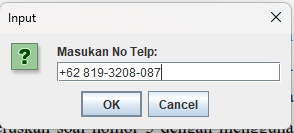 Input
Masukan No Telp:
+62 819-3208-087
OK
Cancel